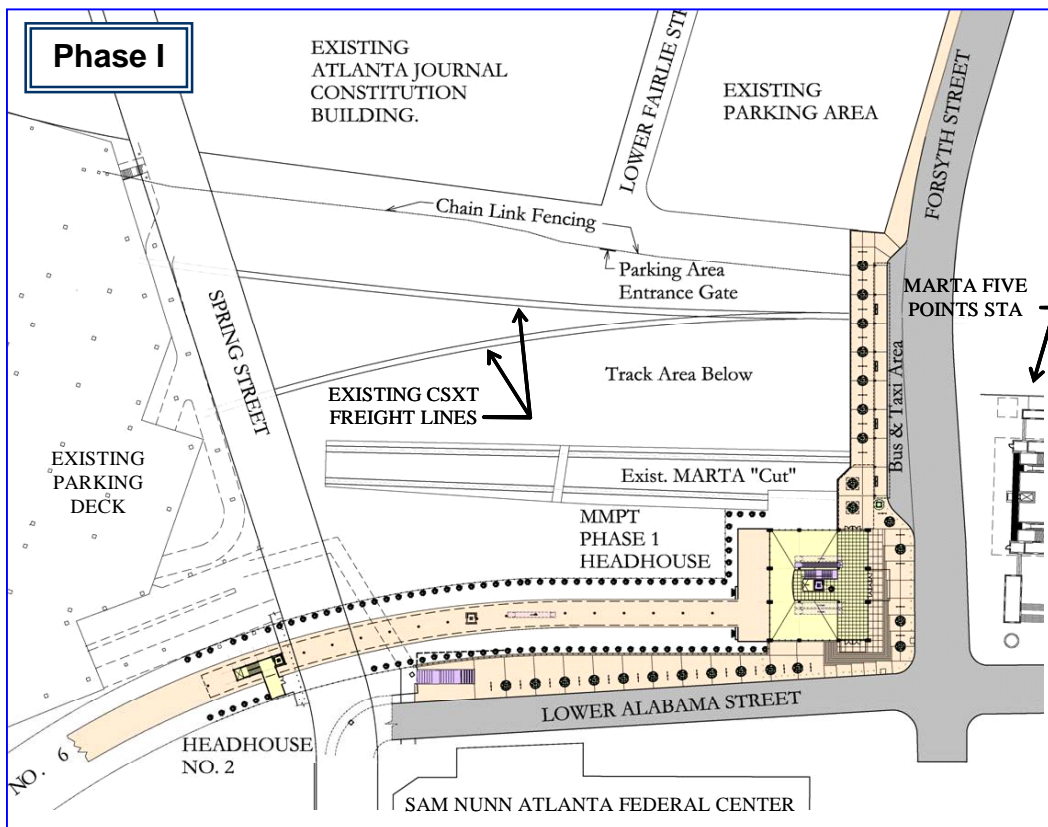 Phase I
EXISTING
ATLANTA JOURNAL
CONSTITUTION
BUILDING.
LOWER FAIRLIE STR
EXISTING
PARKING AREA
FORSYTH STREET
Chain Link Fencing
Parking Area
Entrance Gate
MARTA FIVE
POINTS STA
SPRING STREET
EXISTING CSXT
FREIGHT LINES
Track Area Below
Bus & Taxi Area
EXISTING
PARKING
DECK
Exist. MARTA "Cut"
MMPT
PHASE 1
HEADHOUSE
LOWER ALABAMA STREET
HEADHOUSE
NO. 2
NO. 6
SAM NUNN ATLANTA FEDERAL CENTER